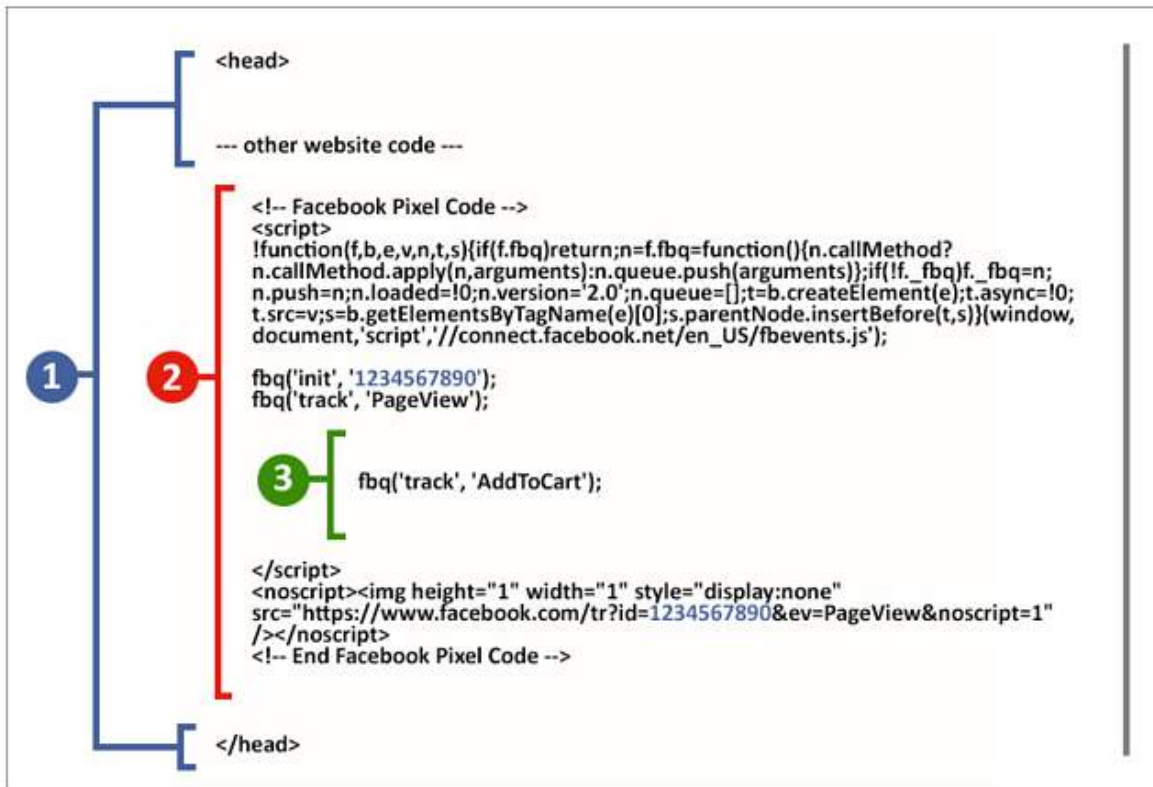 <head>
--- other website code ---
<!-- Facebook Pixel Code -->
<script>
!function(f,b,e,v,n,t,s){if(f.fbq)return;n=f.fbq=function(){n.callMethod?
n.callMethod.apply(n,arguments):n.queue.push(arguments)};if(!f._fbq)f._fbq=n;
n.push=n;n.loaded=!0;n.version='2.0';n.queue=[];t=b.createElement(e);t.async=!0;
t.src=v;s=b.getElementsByTagName(e)[0];s.parentNode.insertBefore(t,s)}(window,
document,'script','//connect.facebook.net/en_US/fbevents.js');
1
2
fbq('init', '1234567890');
fbq('track', 'PageView');
3
fbq('track', 'AddToCart');
</script>
<noscript><img height="1" width="1" style="display:none"
src="https://www.facebook.com/tr?id=1234567890&ev=PageView&noscript=1"
/></noscript>
<!-- End Facebook Pixel Code -->
</head>